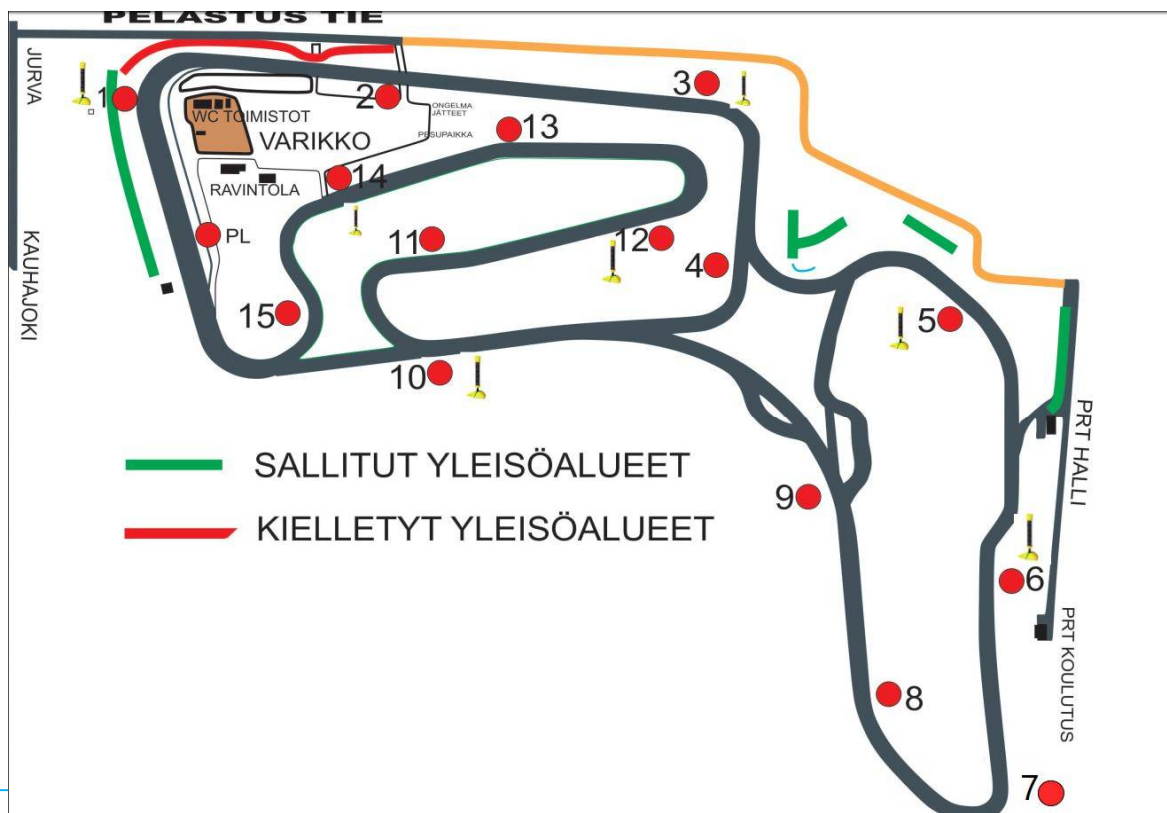 PELASTUS TIE
JURVA
1
WC TOIMISTOT
VARIKKO
2
ONGELMA
JÄTTEET
PESUPAIKKA
3
13
14
RAVINTOLA
PL
11
12
4
KAUHAJOKI
15
5
10
PRT HALLI
SALLITUT YLEISÖALUEET
9
KIELLETYT YLEISÖALUEET
6
PRT KOULUTUS
8
7